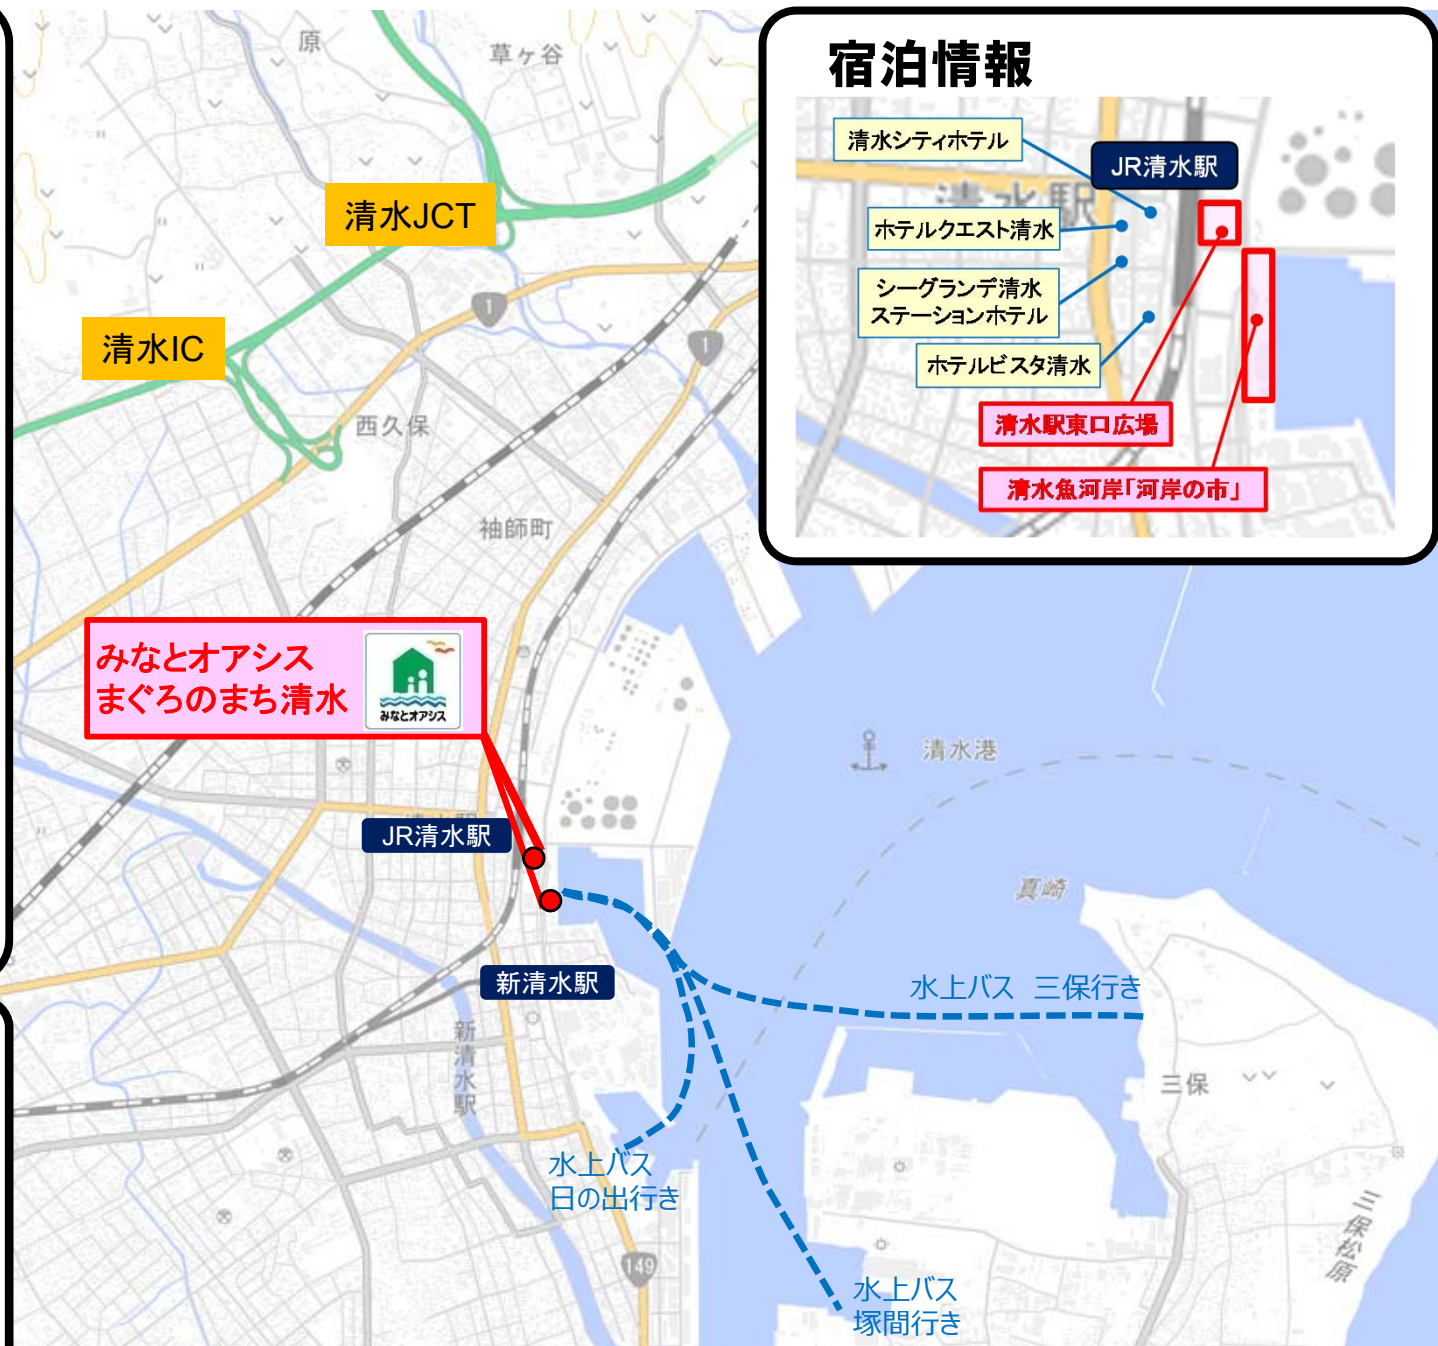 原
草ヶ谷
清水JCT
清水IC
1
1
西久保
袖師町
宿泊情報
清水シティホテル
JR清水駅
清水駅
ホテルクエスト清水
シーグランデ清水
ステーションホテル
ホテルビスタ清水
清水駅東口広場
清水魚河岸「河岸の市」
みなとオアシス
まぐろのまち清水
みなとオアシス
清水港
JR清水駅
真崎
新清水駅
水上バス 三保行き
新清水駅
三保
水上バス
日の出行き
三保松原
149
水上バス
塚間行き